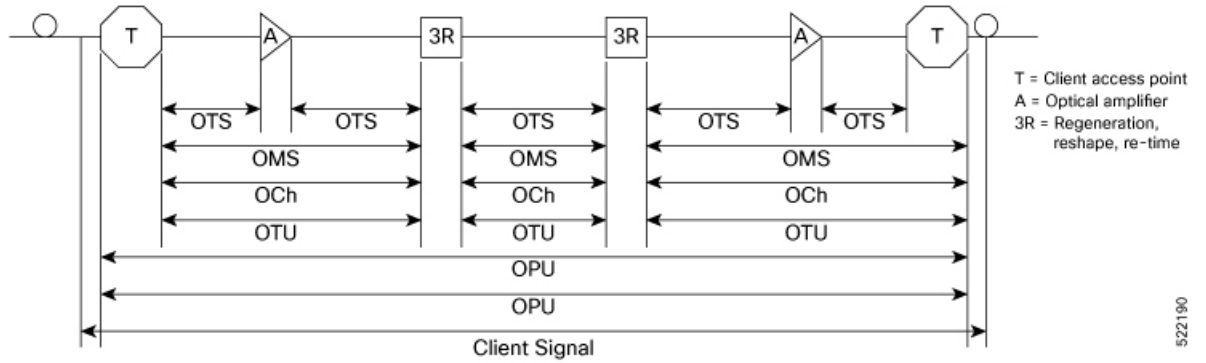 T A 3R 3R A T
T = Client access point
A = Optical amplifier
3R = Regeneration,
reshape, re-time
OTS OTS OTS OTS OTS
OMS OMS OMS
OCh OCh OCh
OTU OTU OTU
OPU
OPU
Client Signal
522190